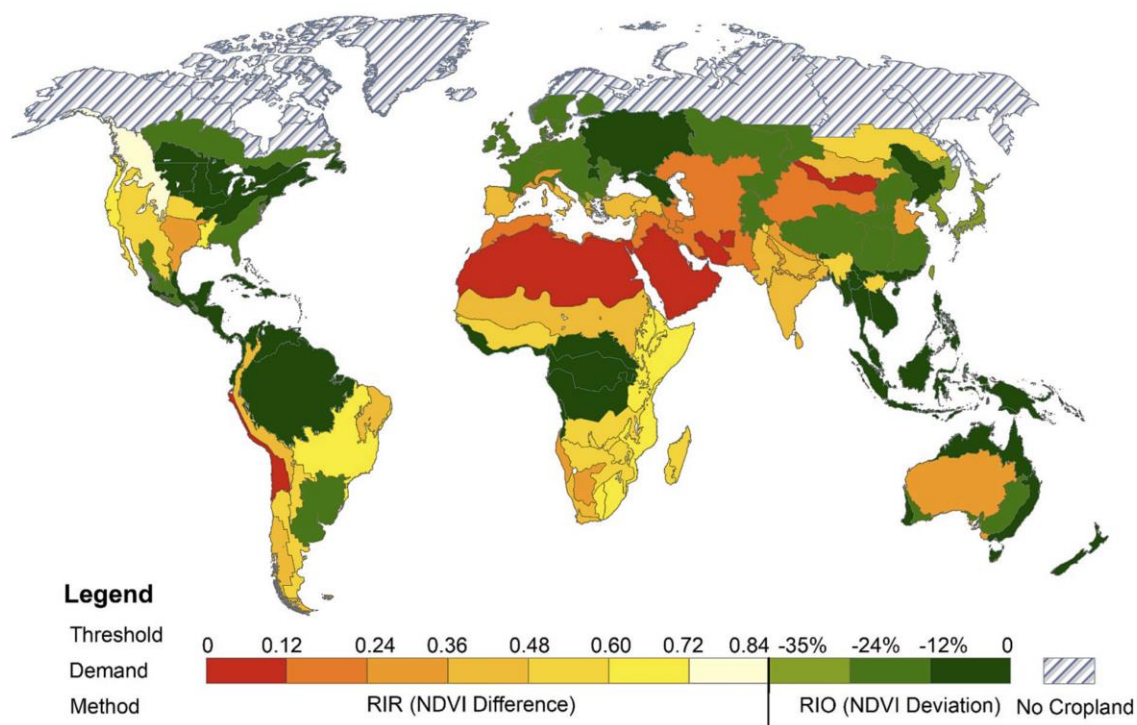 Legend
Threshold 0 0.12 0.24 0.36 0.48 0.60 0.72 0.84 -35% -24% -12% 0
Demand
Method RIR (NDVI Difference) RIO (NDVI Deviation) No Cropland